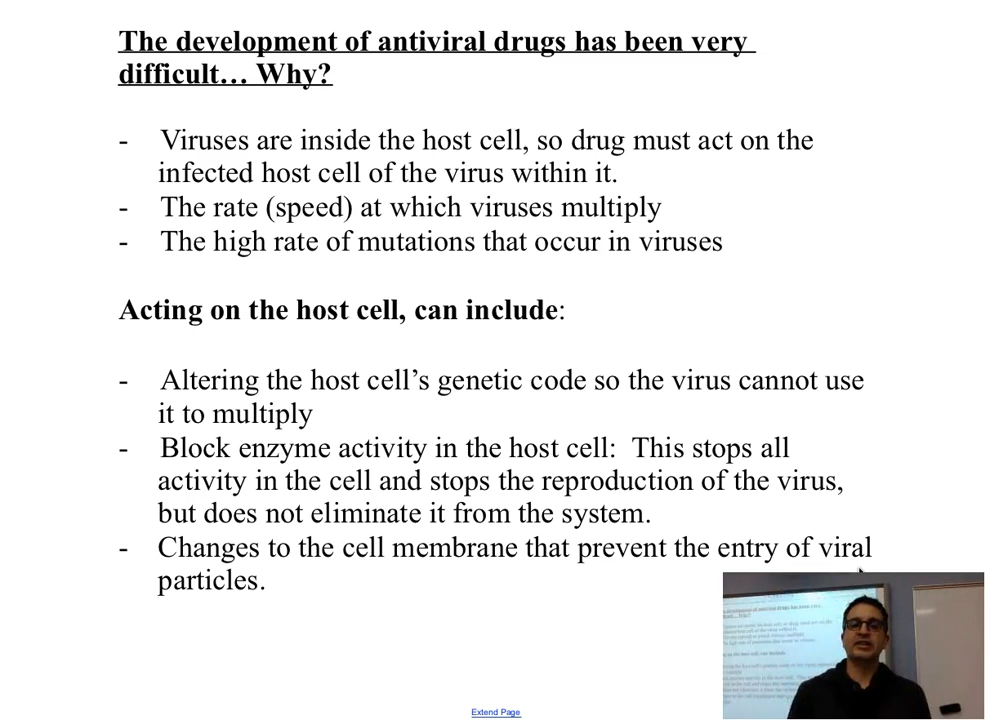 The development of antiviral drugs has been very
difficult… Why?
- Viruses are inside the host cell, so drug must act on the
infected host cell of the virus within it.
- The rate (speed) at which viruses multiply
- The high rate of mutations that occur in viruses
Acting on the host cell, can include:
- Altering the host cell’s genetic code so the virus cannot use
it to multiply
- Block enzyme activity in the host cell:  This stops all
activity in the cell and stops the reproduction of the virus,
but does not eliminate it from the system.
- Changes to the cell membrane that prevent the entry of viral
particles.
Extend Page